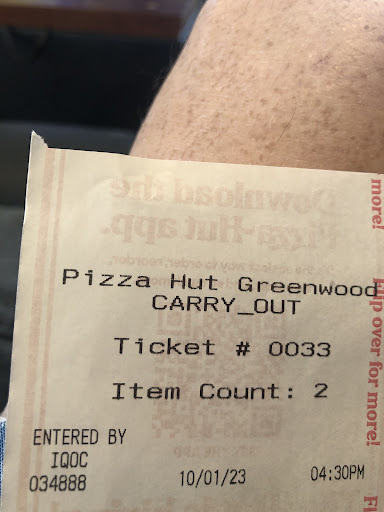 Pizza Hut Greenwood
CARRY_OUT
Ticket # 0033
Item Count: 2
ENTERED BY
IQOC
034888
10/01/23
04:30PM
more!
Flip over for more!
Download the
Pizza Hut app.